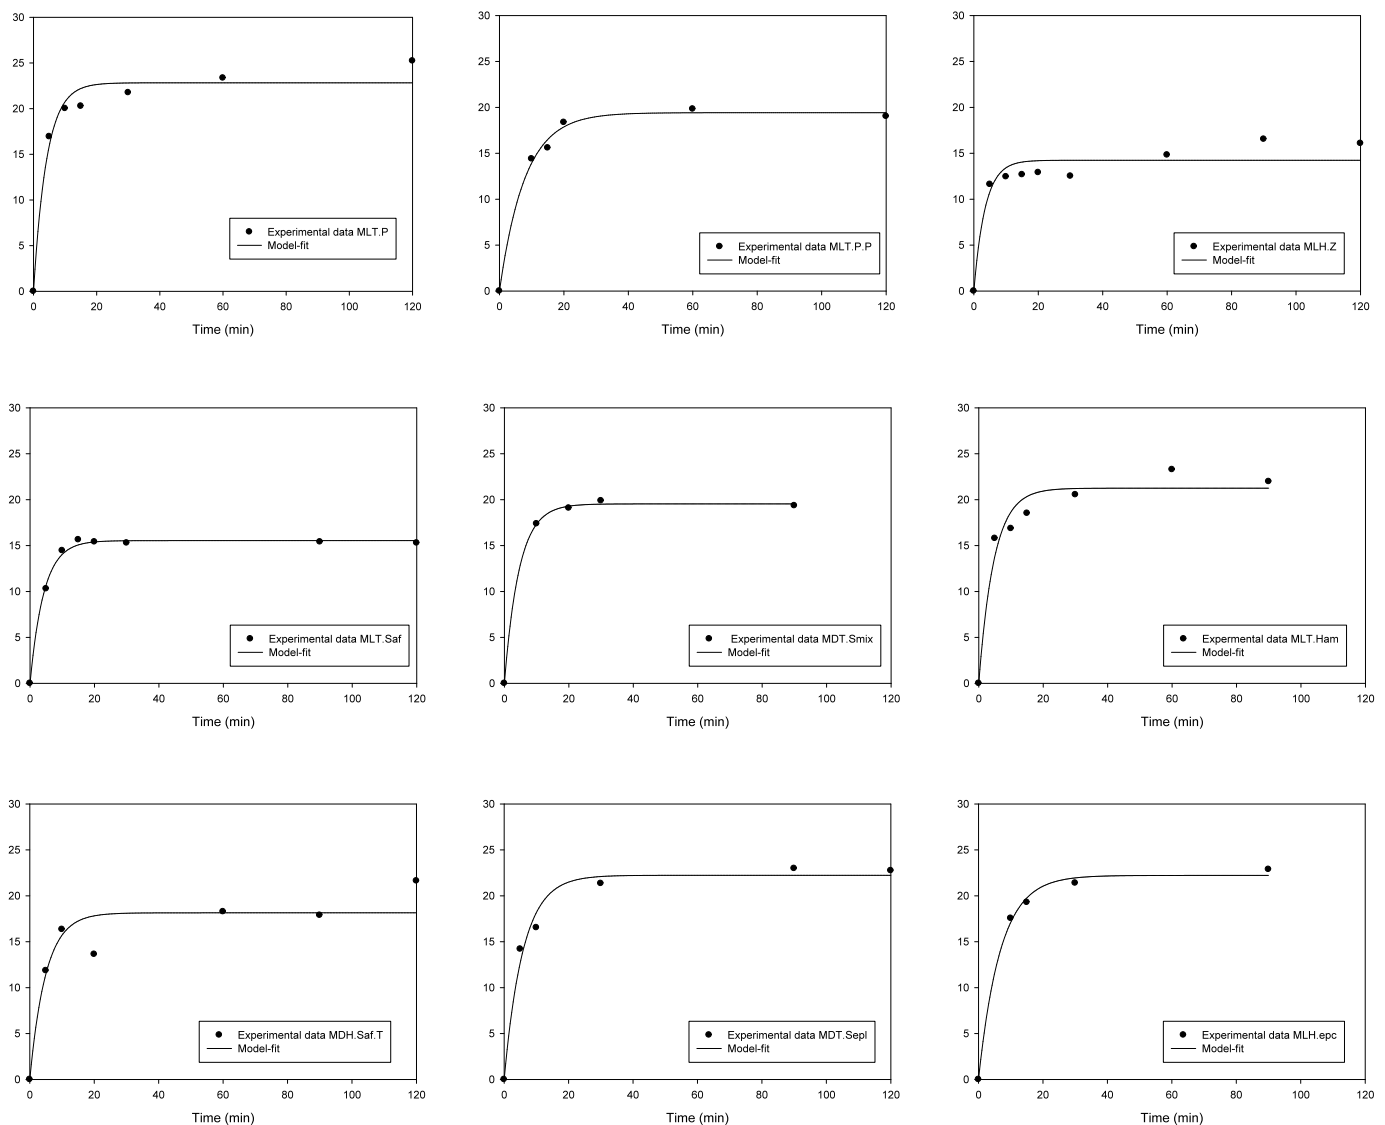 30
25
20
15
10
5
0
Experimental data MLT.P
Model-fit
0 20 40 60 80 100 120
Time (min)
30
25
20
15
10
5
0
Experimental data MLT.P.P
Model-fit
0 20 40 60 80 100 120
Time (min)
30
25
20
15
10
5
0
Experimental data MLH.Z
Model-fit
0 20 40 60 80 100 120
Time (min)
30
25
20
15
10
5
0
Experimental data MLT.Saf
Model-fit
0 20 40 60 80 100 120
Time (min)
30
25
20
15
10
5
0
Experimental data MDT.Smix
Model-fit
0 20 40 60 80 100 120
Time (min)
30
25
20
15
10
5
0
Expermental data MLT.Ham
Model-fit
0 20 40 60 80 100 120
Time (min)
30
25
20
15
10
5
0
Experimental data MDH.Saf.T
Model-fit
0 20 40 60 80 100 120
Time (min)
30
25
20
15
10
5
0
Experimental data MDT.Sepl
Model-fit
0 20 40 60 80 100 120
Time (min)
30
25
20
15
10
5
0
Experimental data MLH.epc
Model-fit
0 20 40 60 80 100 120
Time (min)